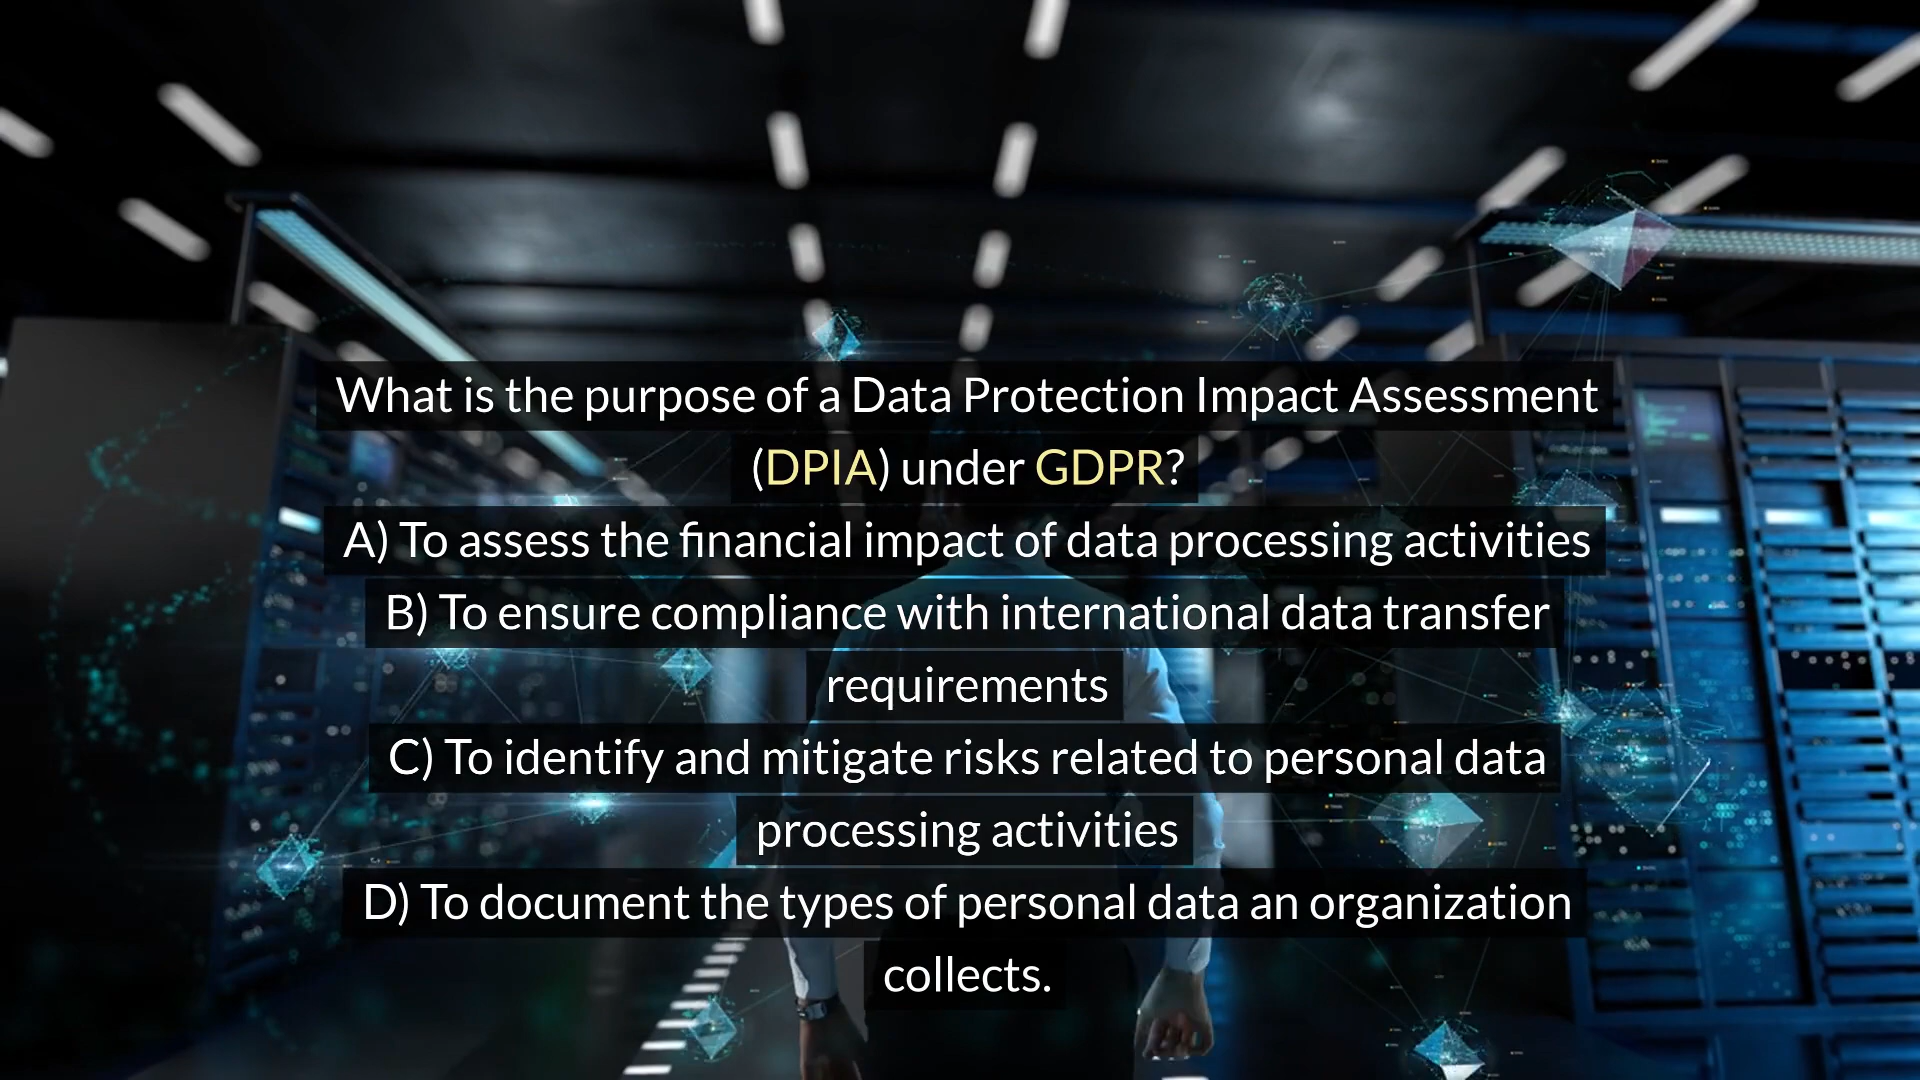 What is the purpose of a Data Protection Impact Assessment
(DPIA) under GDPR?
A) To assess the financial impact of data processing activities
B) To ensure compliance with international data transfer
requirements
C) To identify and mitigate risks related to personal data
processing activities
D) To document the types of personal data an organization
collects.